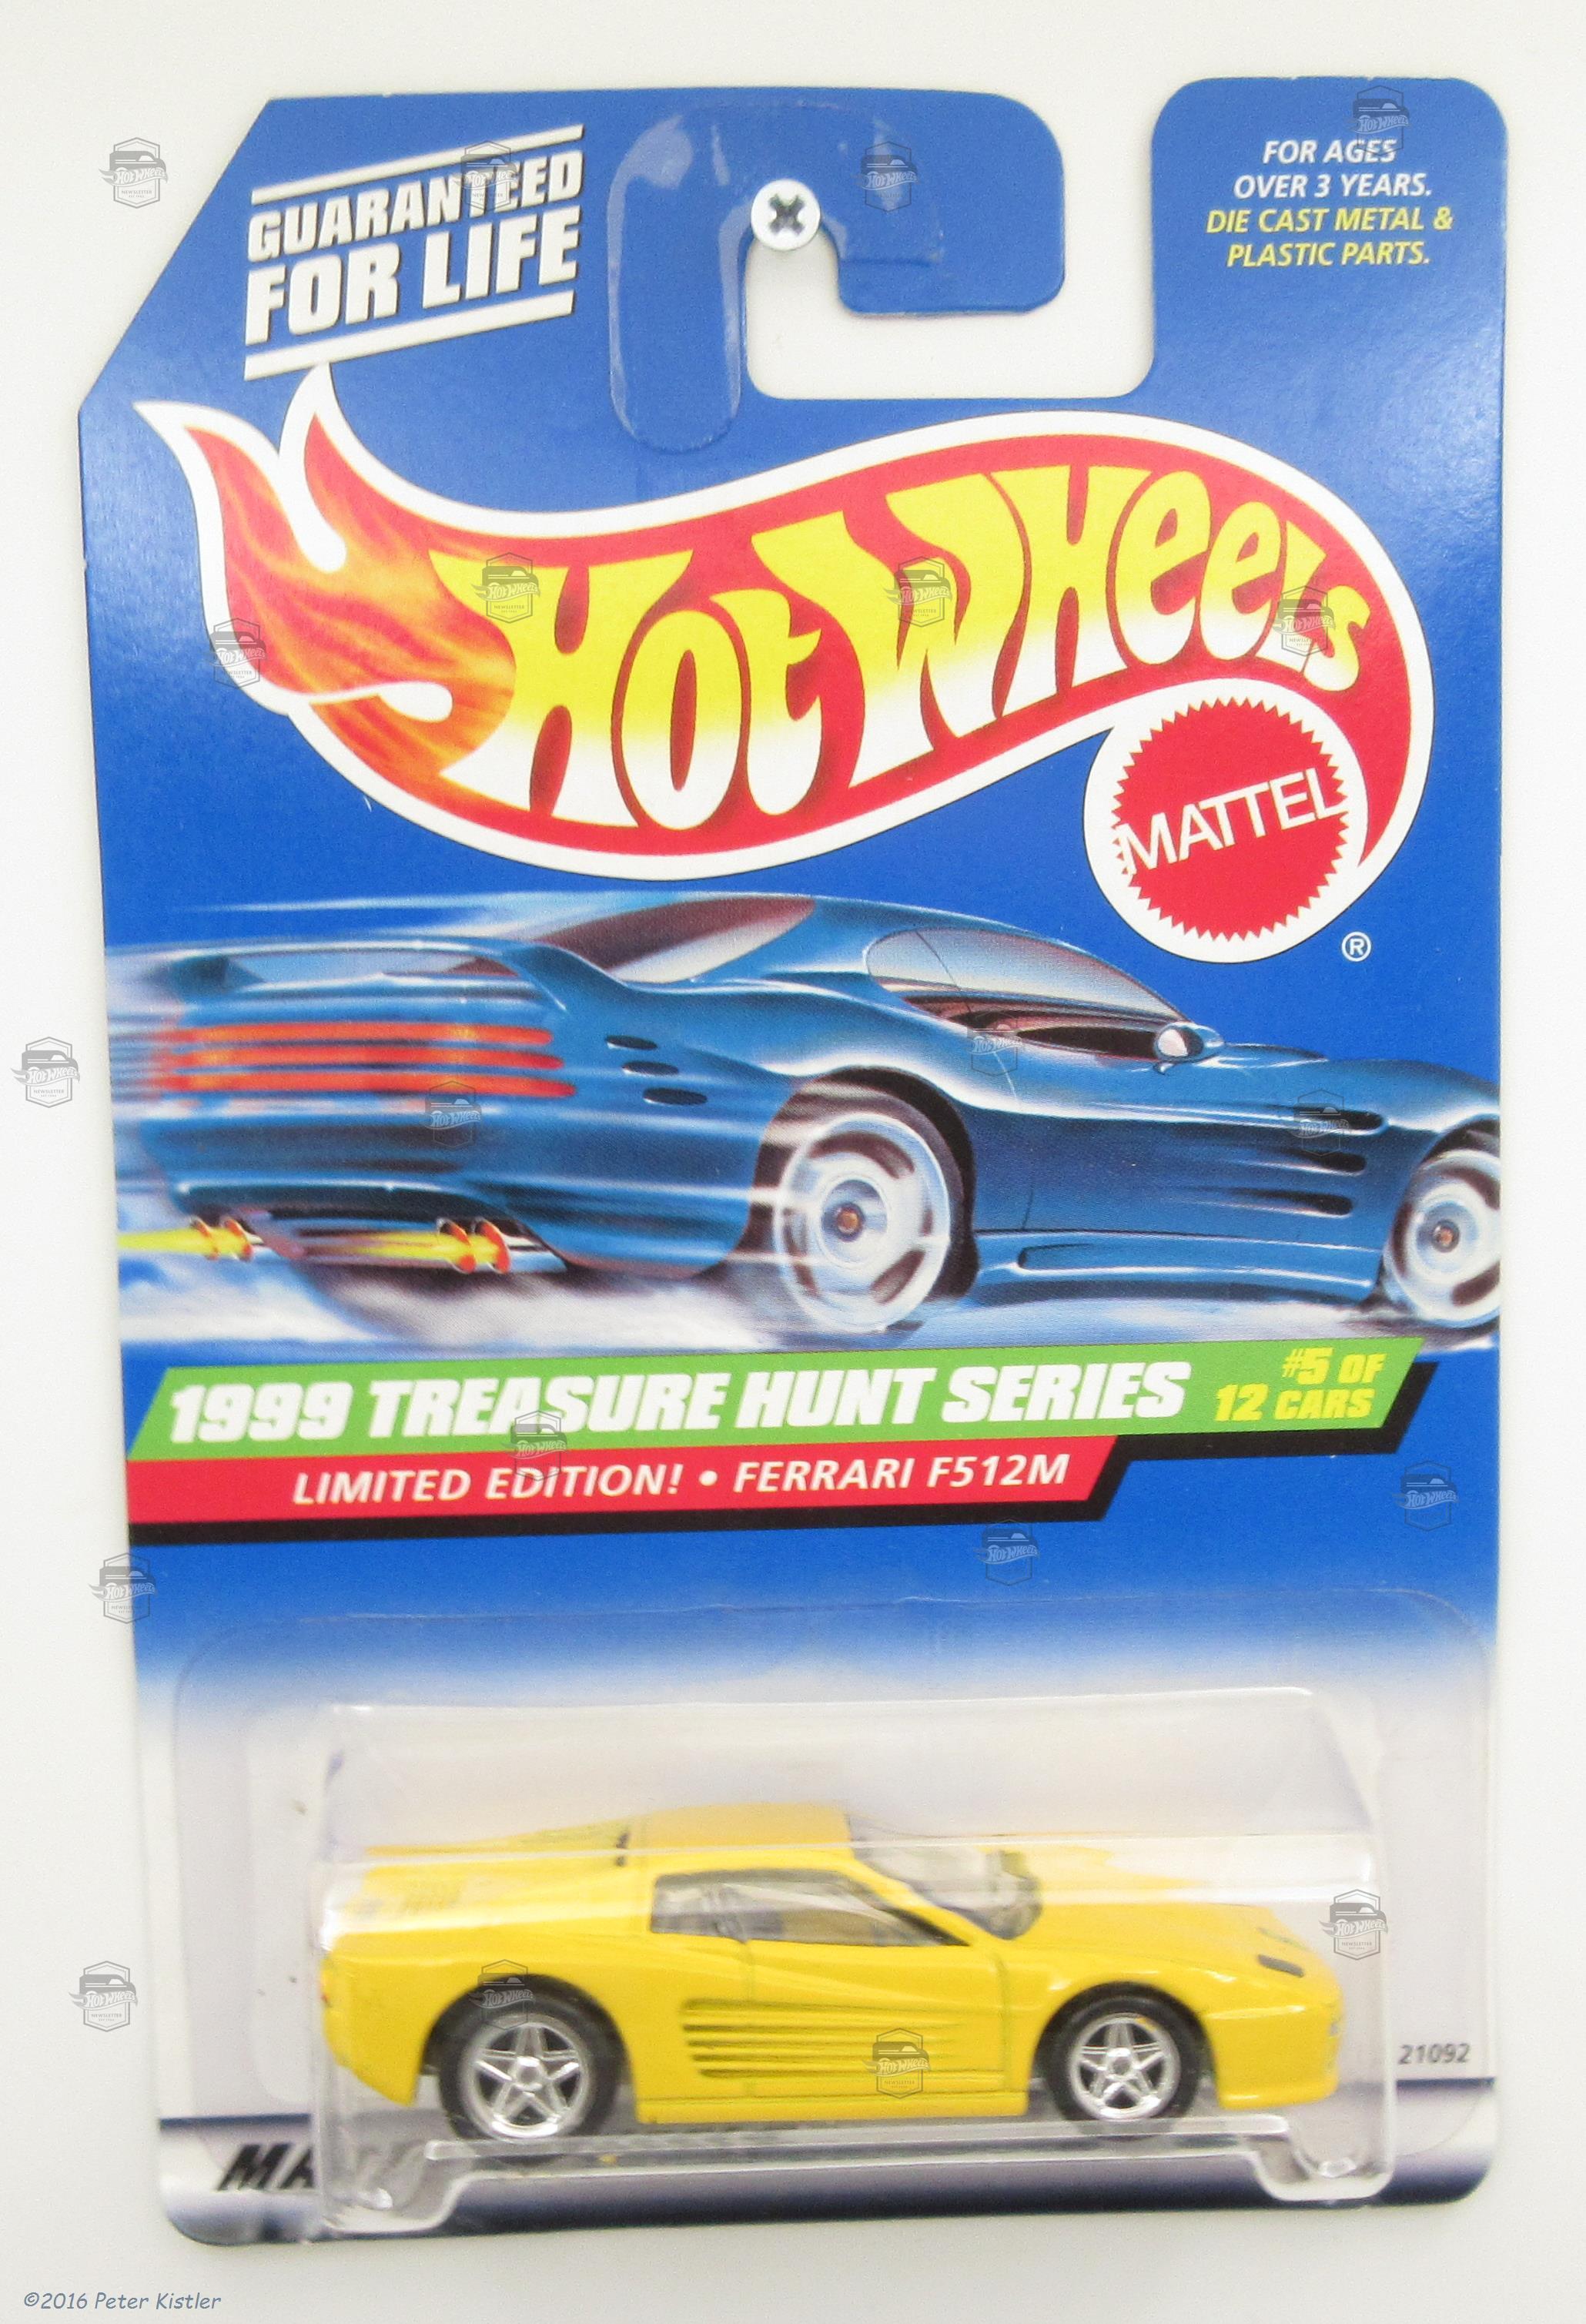 GUARANTEED
FOR LIFE
FOR AGES
OVER 3 YEARS.
DIE CAST METAL &
PLASTIC PARTS.
Hot Wheels
MATTEL
®
1999 TREASURE HUNT SERIES
#5 OF
12 CARS
LIMITED EDITION! • FERRARI F512M
21092
©2016 Peter Kistler